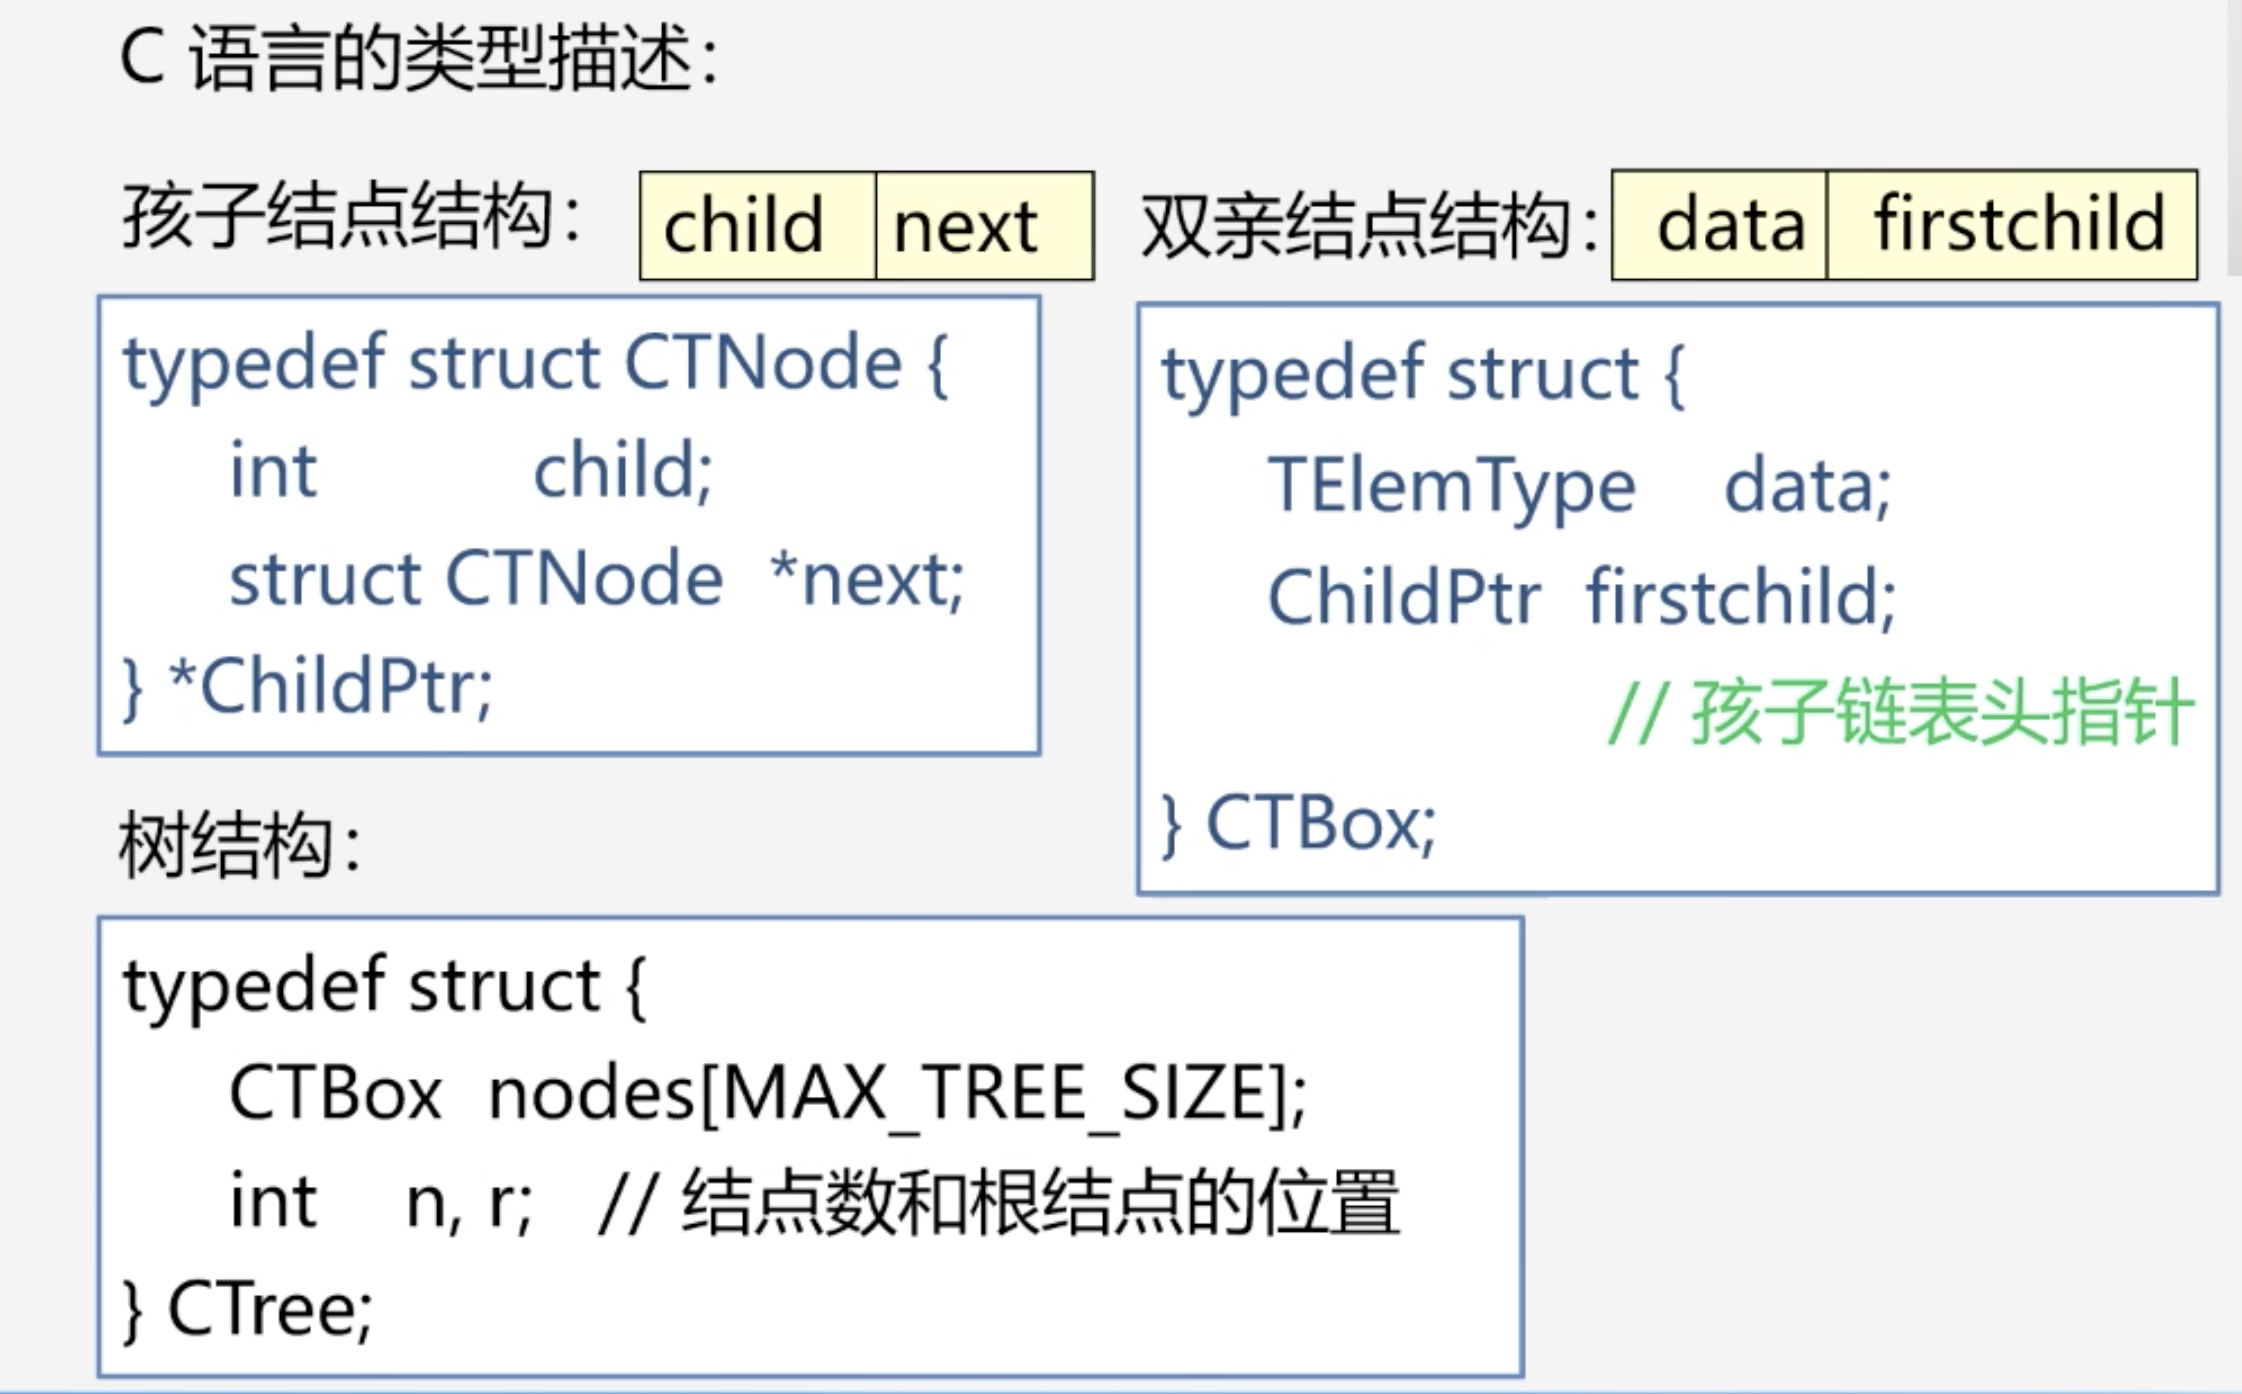 C 语言的类型描述：
孩子结点结构： child next
双亲结点结构： data firstchild
typedef struct CTNode {
int child;
struct CTNode *next;
} *ChildPtr;
typedef struct {
TElemType data;
ChildPtr firstchild;
// 孩子链表头指针
} CTBox;
树结构：
typedef struct {
CTBox nodes[MAX_TREE_SIZE];
int n, r; // 结点数和根结点的位置
} CTree;